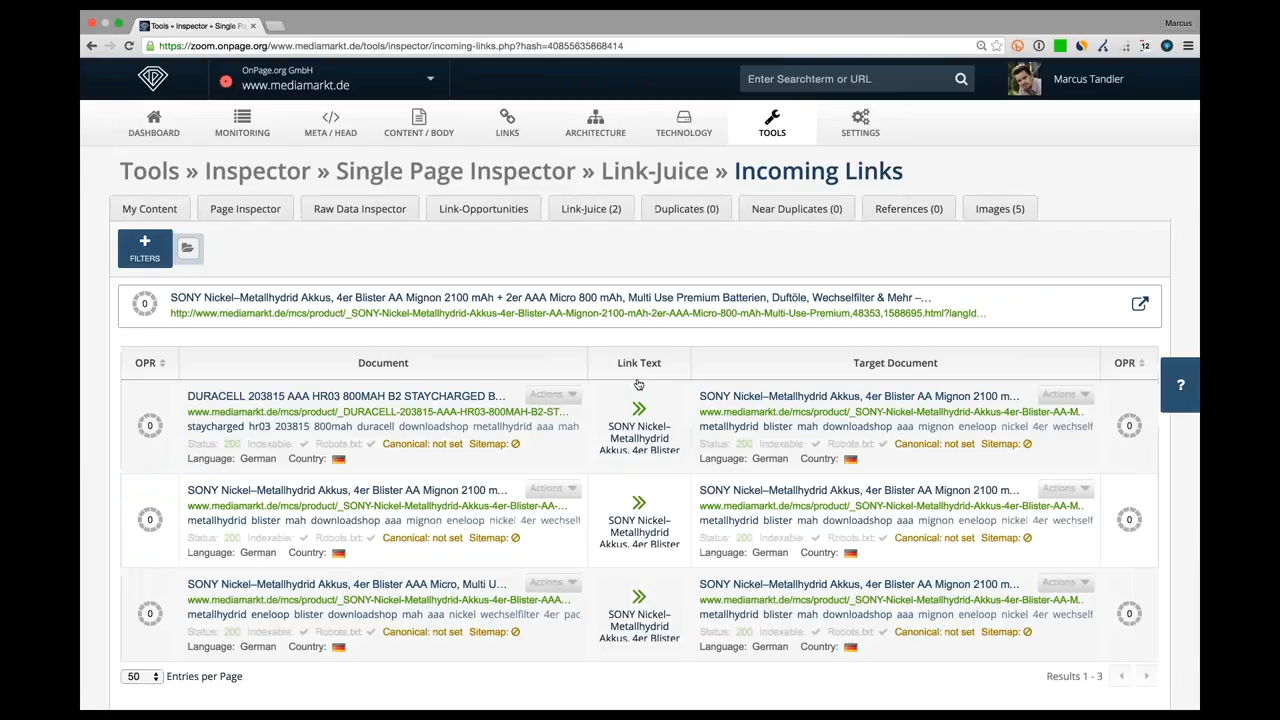 Marcus
Tools » Inspector » Single P
https://zoom.onpage.org/www.mediamarkt.de/tools/inspector/incoming-links.php?hash=40855635868414
12
OnPage.org GmbH
www.mediamarkt.de
Enter Searchterm or URL
Marcus Tandler
DASHBOARD MONITORING META / HEAD CONTENT / BODY LINKS ARCHITECTURE TECHNOLOGY TOOLS SETTINGS
Tools » Inspector » Single Page Inspector » Link-Juice » Incoming Links
My Content Page Inspector Raw Data Inspector Link-Opportunities Link-Juice (2) Duplicates (0) Near Duplicates (0) References (0) Images (5)
+
FILTERS
0
SONY Nickel–Metallhydrid Akkus, 4er Blister AA Mignon 2100 mAh + 2er AAA Micro 800 mAh, Multi Use Premium Batterien, Duftöle, Wechselfilter & Mehr –...
http://www.mediamarkt.de/mcs/product/_SONY-Nickel-Metallhydrid-Akkus-4er-Blister-AA-Mignon-2100-mAh-2er-AAA-Micro-800-mAh-Multi-Use-Premium,48353,1588695.html?langId...
OPR Document Link Text Target Document OPR
?
0
DURACELL 203815 AAA HR03 800MAH B2 STAYCHARGED B... Actions
www.mediamarkt.de/mcs/product/_DURACELL-203815-AAA-HR03-800MAH-B2-ST...
staycharged hr03 203815 800mah duracell downloadshop metallhydrid aaa mah
Status: 200 Indexable: Robots.txt: Canonical: not set Sitemap:
Language: German Country:
SONY Nickel–
Metallhydrid
Akkus, 4er Blister
SONY Nickel–Metallhydrid Akkus, 4er Blister AA Mignon 2100 m... Actions
www.mediamarkt.de/mcs/product/_SONY-Nickel-Metallhydrid-Akkus-4er-Blister-AA-M..
metallhydrid blister mah downloadshop aaa mignon eneloop nickel 4er wechself
Status: 200 Indexable: Robots.txt: Canonical: not set Sitemap:
Language: German Country:
0
0
SONY Nickel–Metallhydrid Akkus, 4er Blister AA Mignon 2100 m... Actions
www.mediamarkt.de/mcs/product/_SONY-Nickel-Metallhydrid-Akkus-4er-Blister-AA-...
metallhydrid blister mah downloadshop aaa mignon eneloop nickel 4er wechself
Status: 200 Indexable: Robots.txt: Canonical: not set Sitemap:
Language: German Country:
SONY Nickel–
Metallhydrid
Akkus, 4er Blister
SONY Nickel–Metallhydrid Akkus, 4er Blister AA Mignon 2100 m... Actions
www.mediamarkt.de/mcs/product/_SONY-Nickel-Metallhydrid-Akkus-4er-Blister-AA-M..
metallhydrid blister mah downloadshop aaa mignon eneloop nickel 4er wechself
Status: 200 Indexable: Robots.txt: Canonical: not set Sitemap:
Language: German Country:
0
0
SONY Nickel–Metallhydrid Akkus, 4er Blister AAA Micro, Multi U... Actions
www.mediamarkt.de/mcs/product/_SONY-Nickel-Metallhydrid-Akkus-4er-Blister-AAA...
metallhydrid eneloop blister downloadshop mah aaa nickel wechselfilter 4er pac
Status: 200 Indexable: Robots.txt: Canonical: not set Sitemap:
Language: German Country:
SONY Nickel–
Metallhydrid
Akkus, 4er Blister
SONY Nickel–Metallhydrid Akkus, 4er Blister AA Mignon 2100 m... Actions
www.mediamarkt.de/mcs/product/_SONY-Nickel-Metallhydrid-Akkus-4er-Blister-AA-M..
metallhydrid blister mah downloadshop aaa mignon eneloop nickel 4er wechself
Status: 200 Indexable: Robots.txt: Canonical: not set Sitemap:
Language: German Country:
0
50 Entries per Page
Results 1 - 3